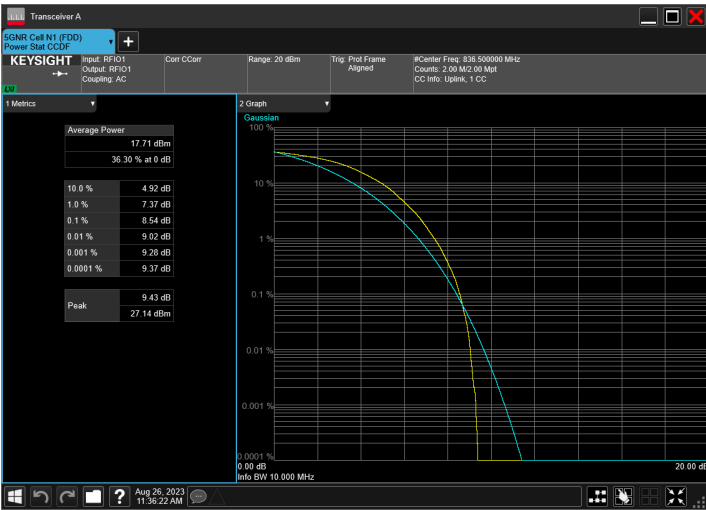 Transceiver A
5GNR Cell N1 (FDD)
Power Stat CCDF
KEYSIGHT
LXI
Input: RFIO1
Output: RFIO1
Coupling: AC
Corr CCorr
Range: 20 dBm
Trig: Prot Frame
Aligned
#Center Freq: 836.500000 MHz
Counts: 2.00 M/2.00 Mpt
CC Info: Uplink, 1 CC
1 Metrics
Average Power
17.71 dBm
36.30 % at 0 dB
10.0 % 4.92 dB
1.0 % 7.37 dB
0.1 % 8.54 dB
0.01 % 9.02 dB
0.001 % 9.28 dB
0.0001 % 9.37 dB
Peak 9.43 dB
27.14 dBm
2 Graph
Gaussian
100 %
10 %
1 %
0.1 %
0.01 %
0.001 %
0.0001 %
0.00 dB 20.00 dB
Info BW 10.000 MHz
?
Aug 26, 2023
11:36:22 AM